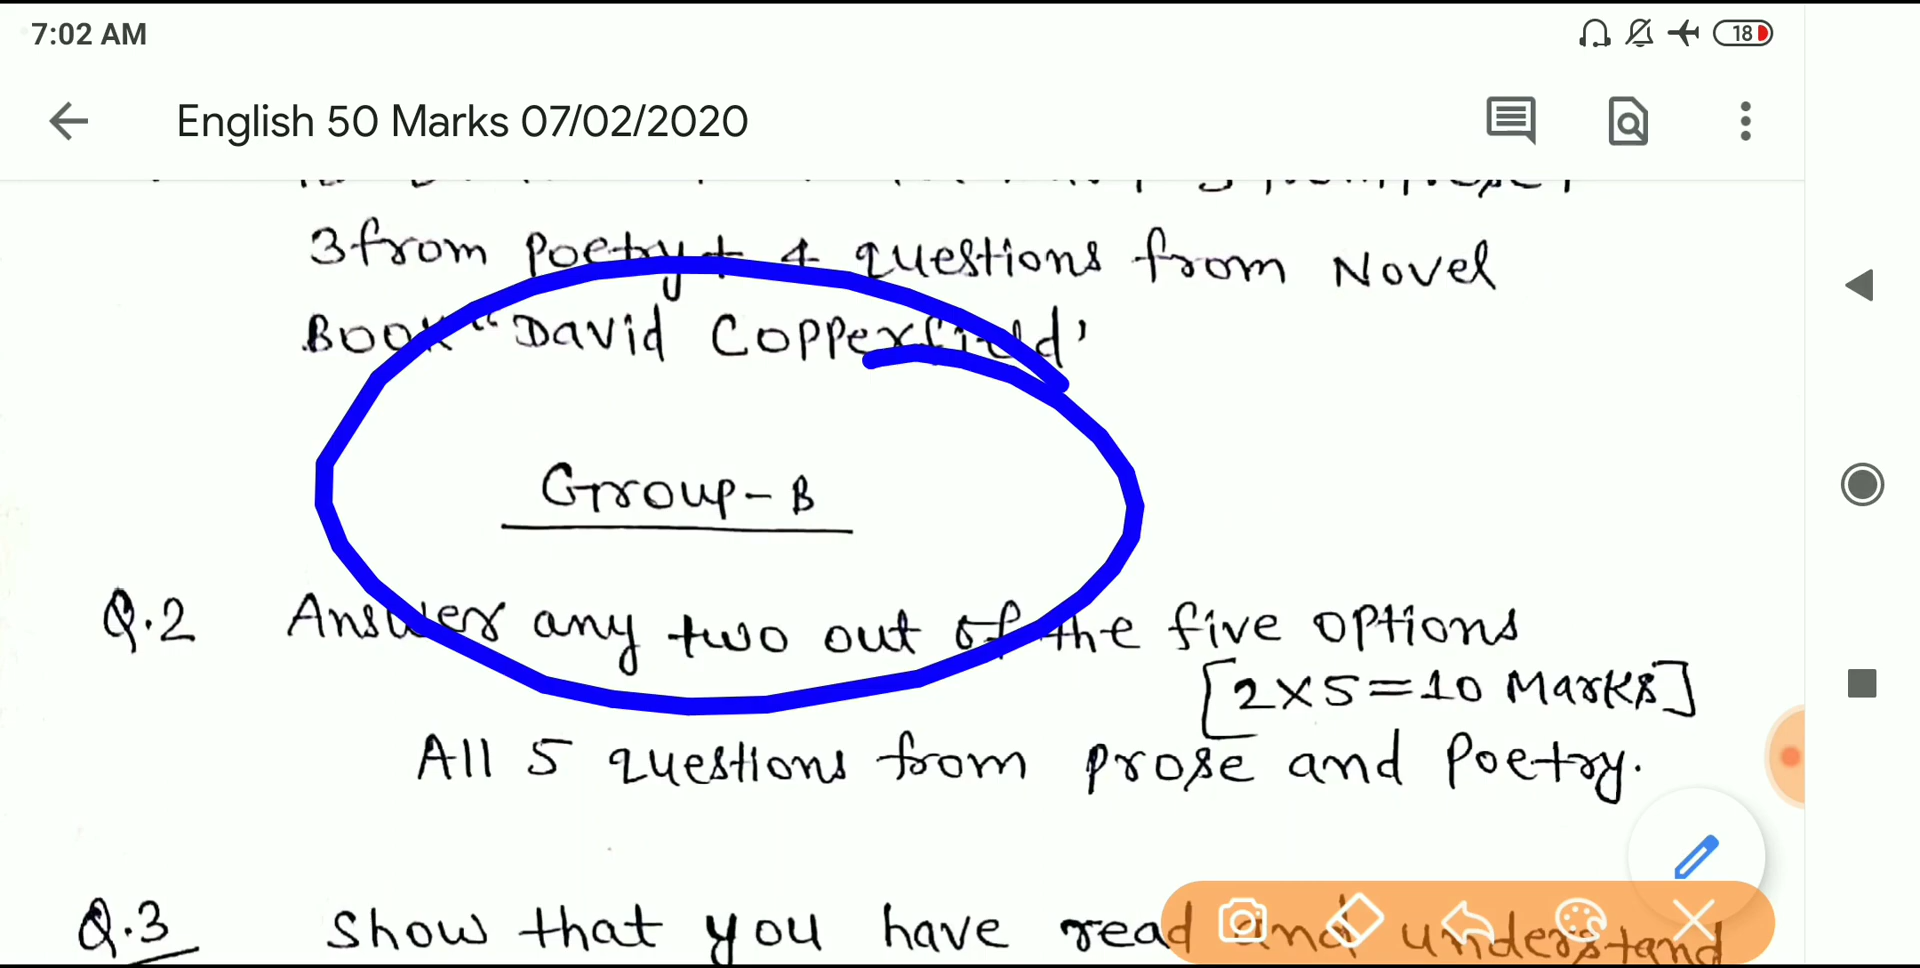 7:02 AM
18
English 50 Marks 07/02/2020
3 from Poetry + 4 questions from Novel
Book "David Copperfield'
Group-B
Q.2 Answer any two out of the five options
[2X5=10 Marks]
All 5 questions from prose and Poetry.
Q.3 Show that you have read and understand